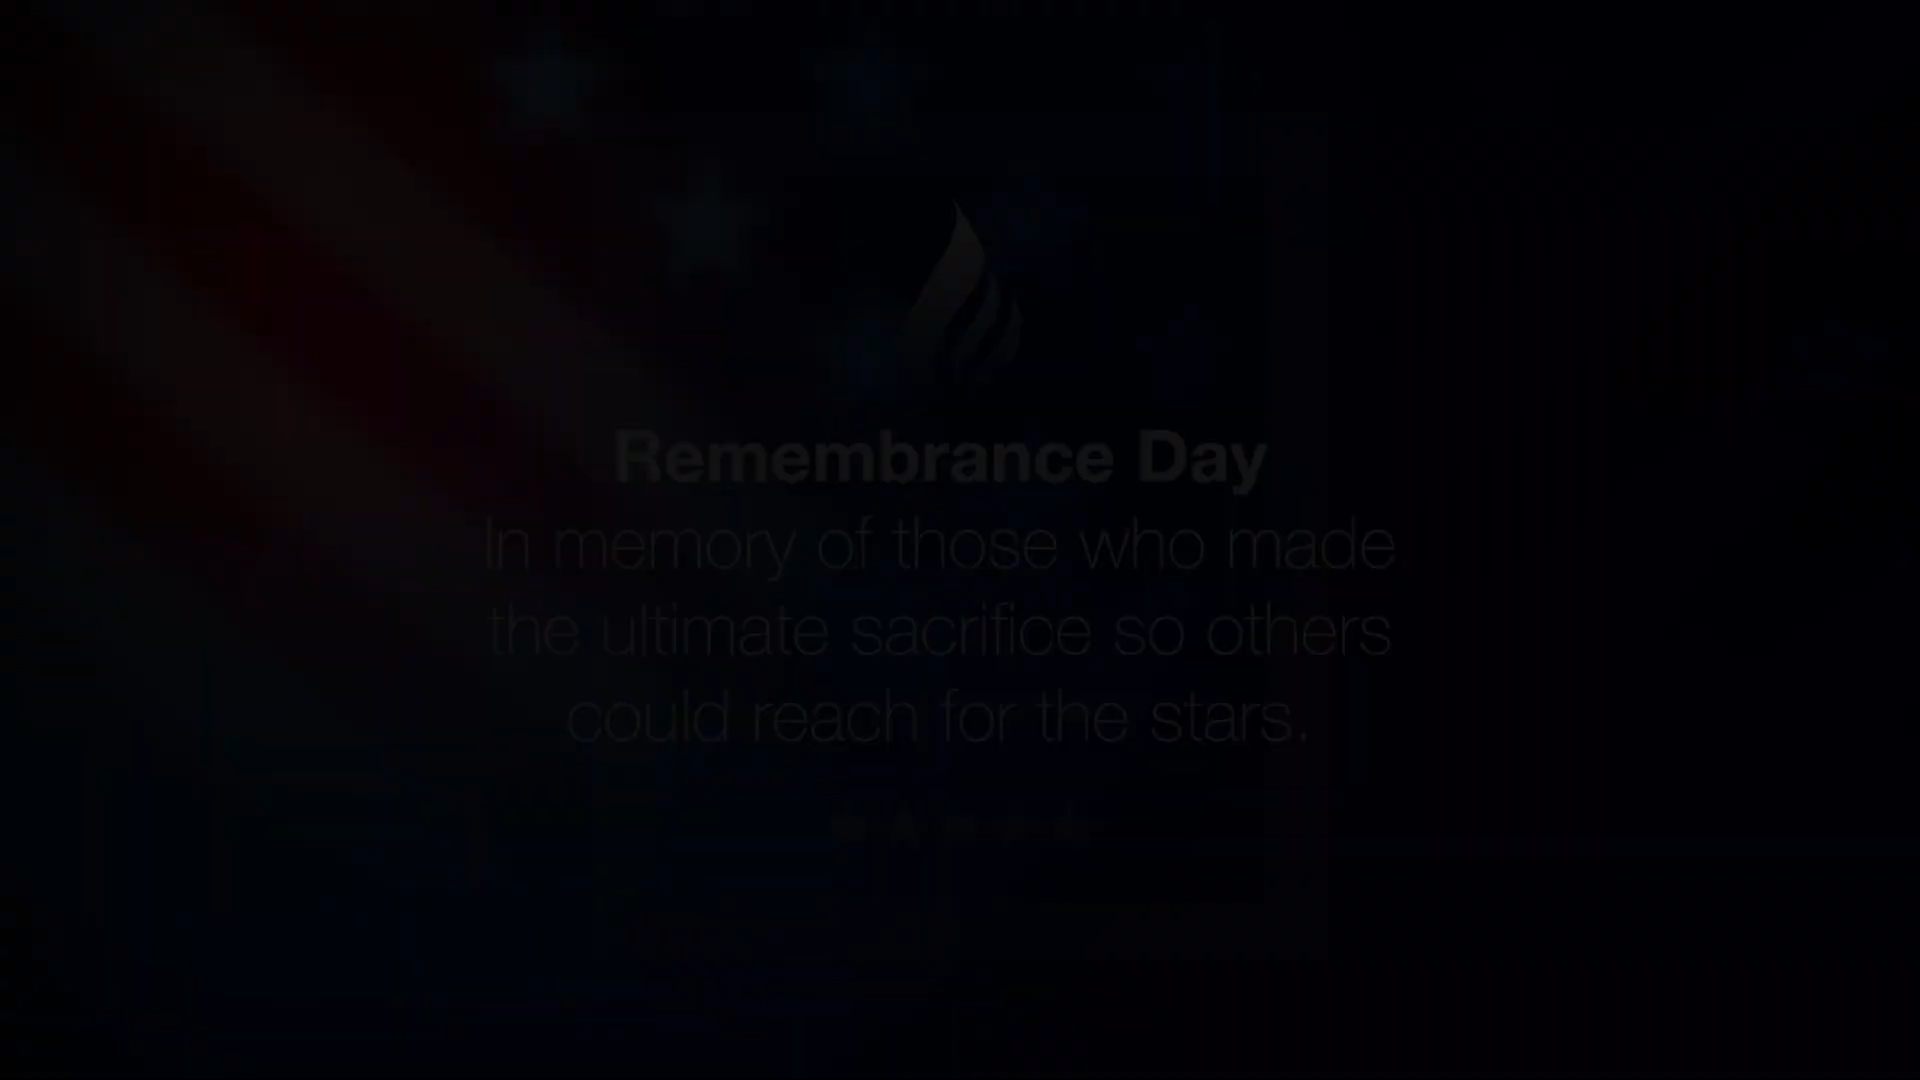 Remembrance Day
In memory of those who made
the ultimate sacrifice so others
could reach for the stars.